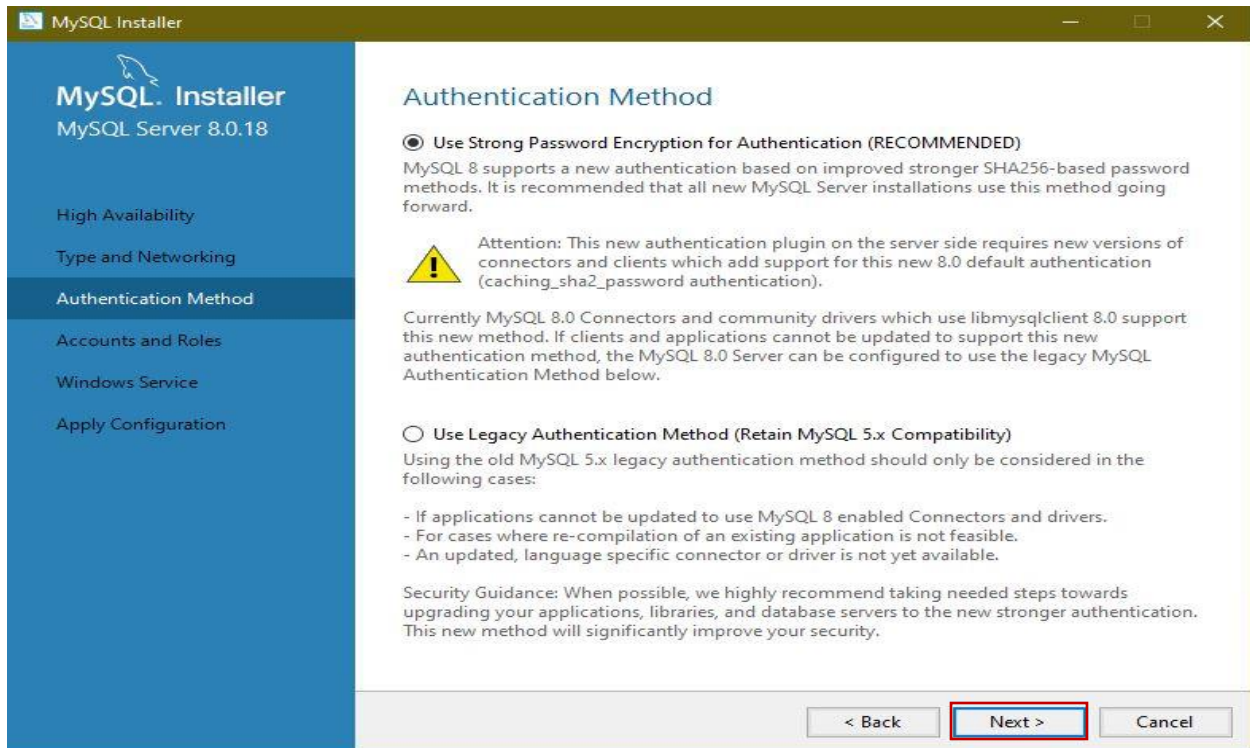 MySQL Installer
MySQL. Installer
MySQL Server 8.0.18
High Availability
Type and Networking
Authentication Method
Accounts and Roles
Windows Service
Apply Configuration
Authentication Method
Use Strong Password Encryption for Authentication (RECOMMENDED)
MySQL 8 supports a new authentication based on improved stronger SHA256-based password
methods. It is recommended that all new MySQL Server installations use this method going
forward.
Attention: This new authentication plugin on the server side requires new versions of
connectors and clients which add support for this new 8.0 default authentication
(caching_sha2_password authentication).
Currently MySQL 8.0 Connectors and community drivers which use libmysqlclient 8.0 support
this new method. If clients and applications cannot be updated to support this new
authentication method, the MySQL 8.0 Server can be configured to use the legacy MySQL
Authentication Method below.
Use Legacy Authentication Method (Retain MySQL 5.x Compatibility)
Using the old MySQL 5.x legacy authentication method should only be considered in the
following cases:
- If applications cannot be updated to use MySQL 8 enabled Connectors and drivers.
- For cases where re-compilation of an existing application is not feasible.
- An updated, language specific connector or driver is not yet available.
Security Guidance: When possible, we highly recommend taking needed steps towards
upgrading your applications, libraries, and database servers to the new stronger authentication.
This new method will significantly improve your security.
< Back
Next >
Cancel